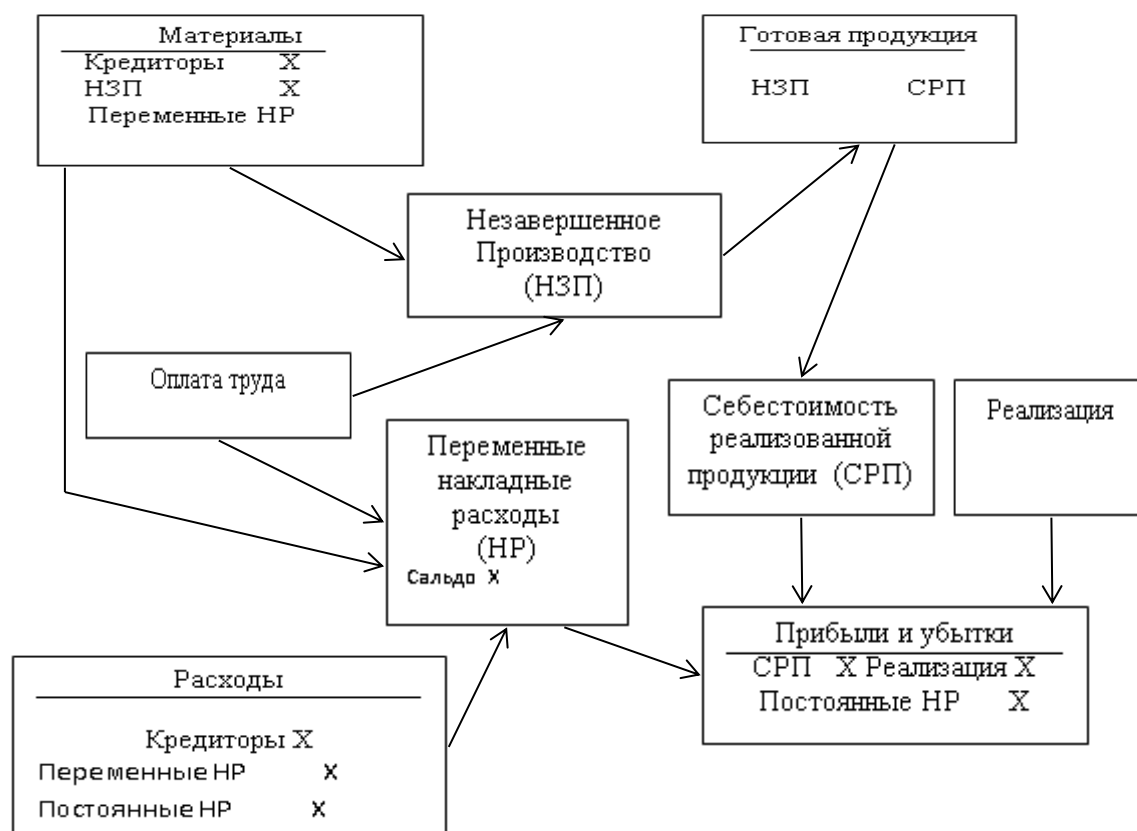 Материалы
Кредиторы X
НЗП X
Переменные НР
Готовая продукция
НЗП СРП
Незавершенное
Производство
(НЗП)
Оплата труда
Переменные
накладные
расходы
(НР)
Сальдо X
Себестоимость
реализованной
продукции (СРП)
Реализация
Прибыли и убытки
СРП X Реализация X
Постоянные НР X
Расходы
Кредиторы X
Переменные НР X
Постоянные НР X